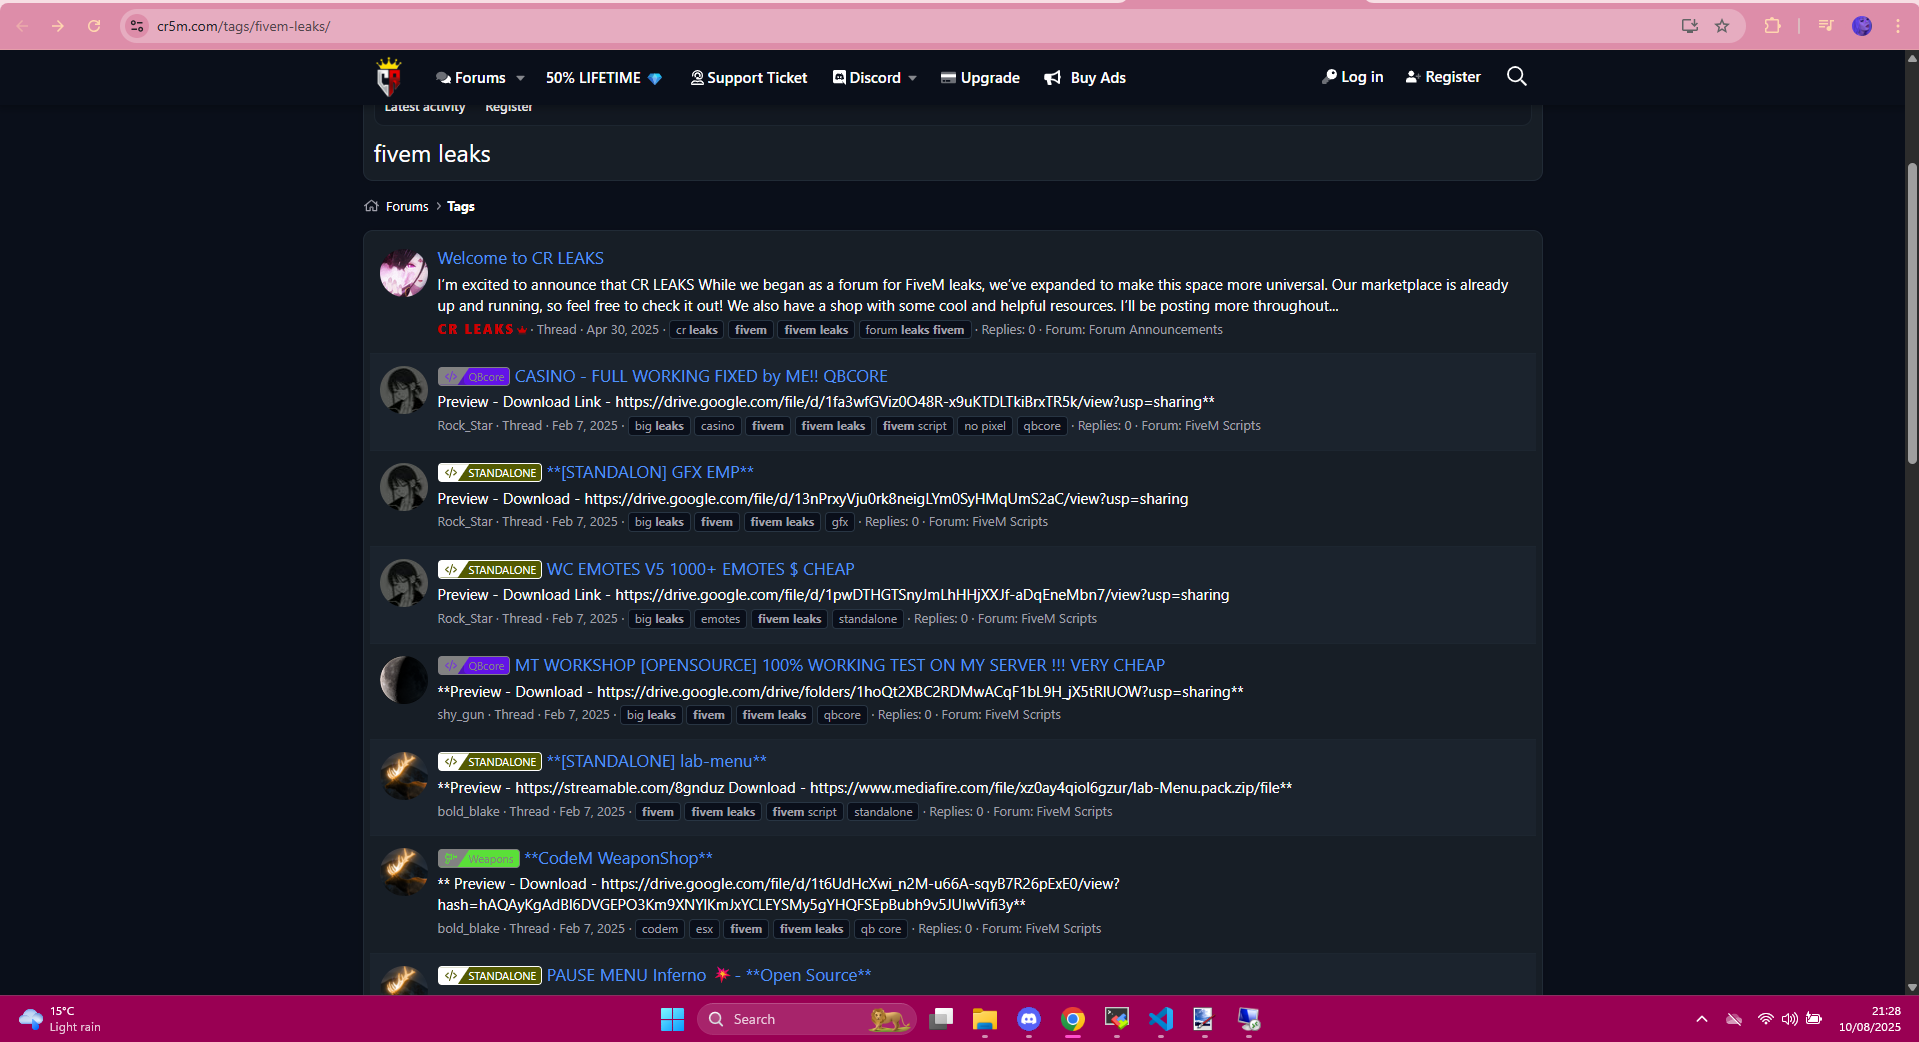 cr5m.com/tags/fivem-leaks/
CR
Forums
50% LIFETIME
Support Ticket
Discord
Upgrade
Buy Ads
Log in
Register
Latest activity
Register
fivem leaks
Forums
Tags
Welcome to CR LEAKS
I'm excited to announce that CR LEAKS While we began as a forum for FiveM leaks, we've expanded to make this space more universal. Our marketplace is already
up and running, so feel free to check it out! We also have a shop with some cool and helpful resources. I'll be posting more throughout...
CR LEAKS · Thread · Apr 30, 2025 · cr leaks fivem fivem leaks forum leaks fivem · Replies: 0 · Forum: Forum Announcements
</> QBcore CASINO - FULL WORKING FIXED by ME!! QBCORE
Preview - Download Link - https://drive.google.com/file/d/1fa3wfGViz0O48R-x9uKTDLTkiBrxTR5k/view?usp=sharing**
Rock_Star · Thread · Feb 7, 2025 · big leaks casino fivem fivem leaks fivem script no pixel qbcore · Replies: 0 · Forum: FiveM Scripts
</> STANDALONE **[STANDALON] GFX EMP**
Preview - Download - https://drive.google.com/file/d/13nPrxyVju0rk8neigLYm0SyHMqUmS2aC/view?usp=sharing
Rock_Star · Thread · Feb 7, 2025 · big leaks fivem fivem leaks gfx · Replies: 0 · Forum: FiveM Scripts
</> STANDALONE WC EMOTES V5 1000+ EMOTES $ CHEAP
Preview - Download Link - https://drive.google.com/file/d/1pwDTHGTSnyJmLhHHjXXJf-aDqEneMbn7/view?usp=sharing
Rock_Star · Thread · Feb 7, 2025 · big leaks emotes fivem leaks standalone · Replies: 0 · Forum: FiveM Scripts
</> QBcore MT WORKSHOP [OPENSOURCE] 100% WORKING TEST ON MY SERVER !!! VERY CHEAP
**Preview - Download - https://drive.google.com/drive/folders/1hoQt2XBC2RDMwACqF1bL9H_jX5tRlUOW?usp=sharing**
shy_gun · Thread · Feb 7, 2025 · big leaks fivem fivem leaks qbcore · Replies: 0 · Forum: FiveM Scripts
</> STANDALONE **[STANDALONE] lab-menu**
**Preview - https://streamable.com/8gnduz Download - https://www.mediafire.com/file/xz0ay4qiol6gzur/lab-Menu.pack.zip/file**
bold_blake · Thread · Feb 7, 2025 · fivem fivem leaks fivem script standalone · Replies: 0 · Forum: FiveM Scripts
Weapons **CodeM WeaponShop**
** Preview - Download - https://drive.google.com/file/d/1t6UdHcXwi_n2M-u66A-sqyB7R26pExE0/view?
hash=hAQAyKgAdBI6DVGEPO3Km9XNYlKmJxYCLEYSMy5gYHQFSEpBubh9v5JUIwVifi3y**
bold_blake · Thread · Feb 7, 2025 · codem esx fivem fivem leaks qb core · Replies: 0 · Forum: FiveM Scripts
</> STANDALONE PAUSE MENU Inferno 💥 - **Open Source**
15°C
Light rain
Search
21:28
10/08/2025